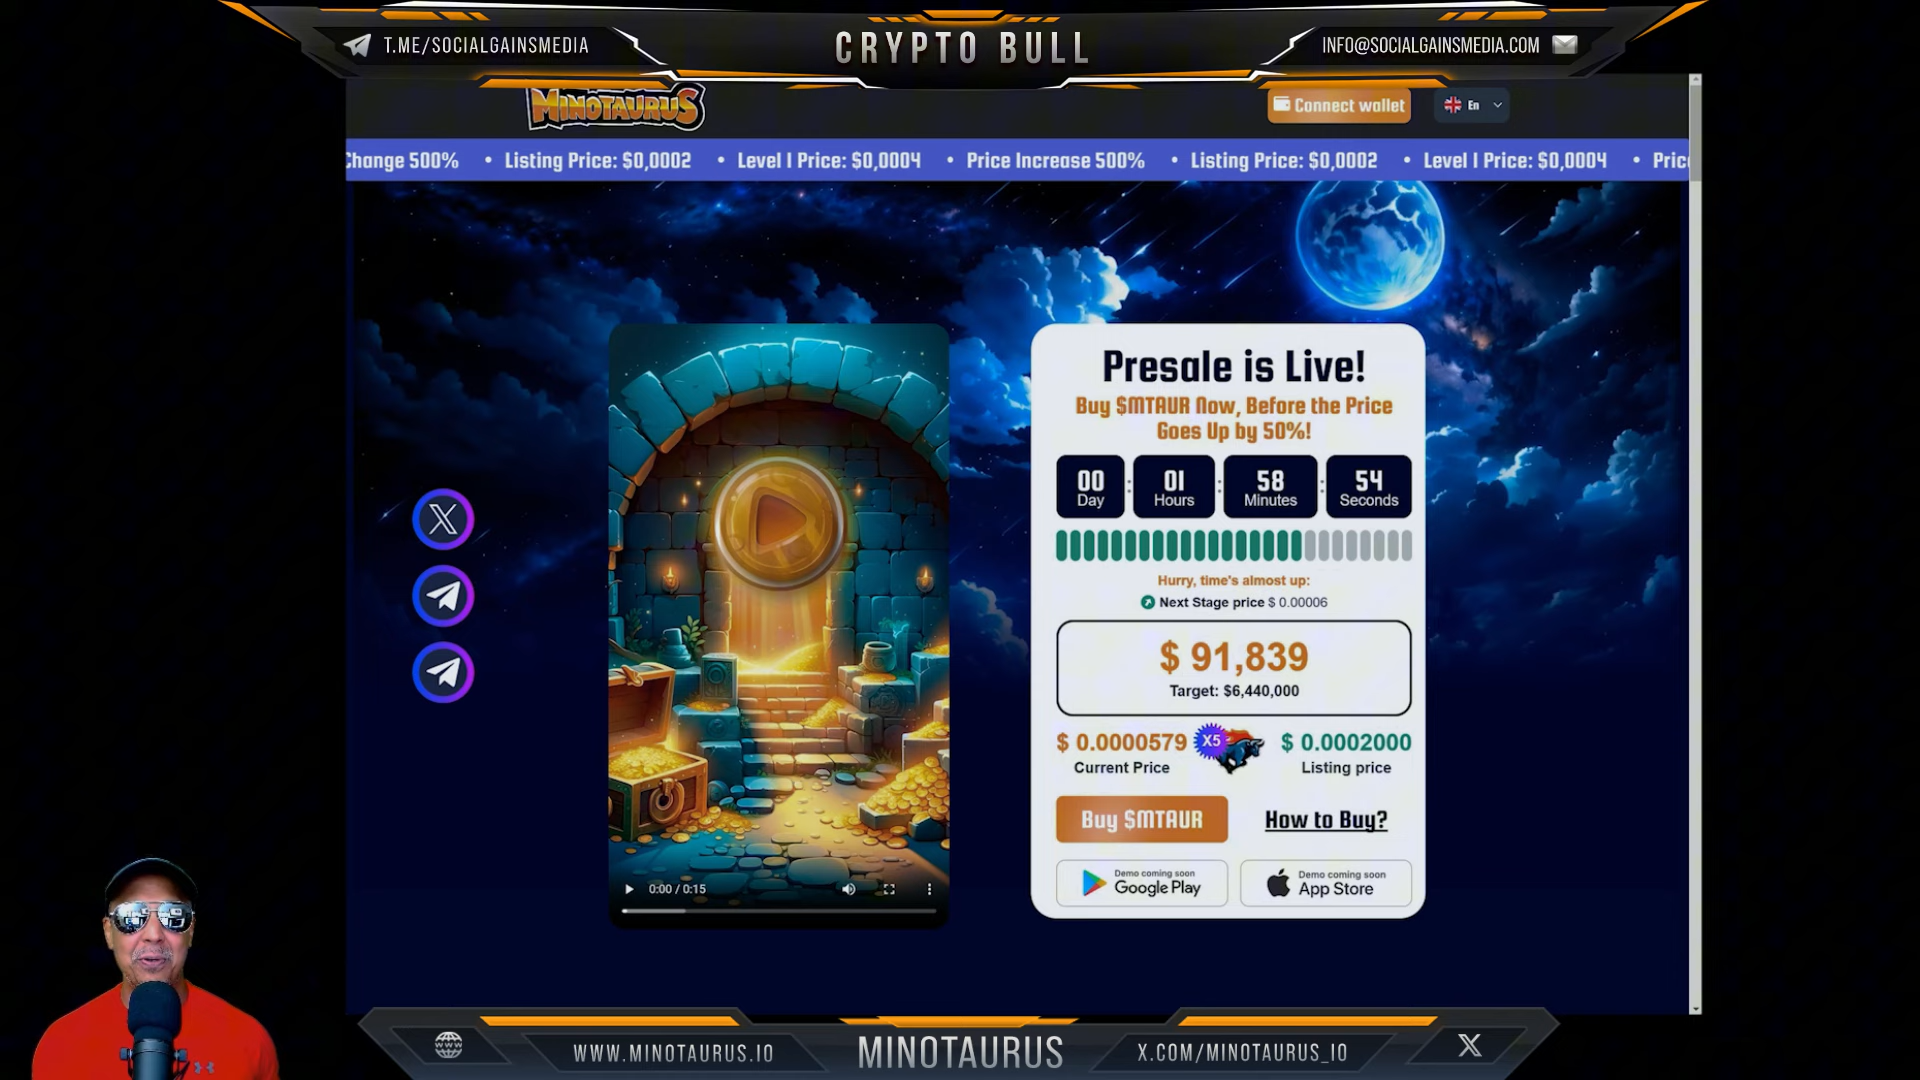 T.ME/SOCIALGAINSMEDIA
CRYPTO BULL
INFO@SOCIALGAINSMEDIA.COM
MINOTAURUS
Connect wallet
En
Change 500% • Listing Price: $0,0002 • Level 1 Price: $0,0004 • Price Increase 500% • Listing Price: $0,0002 • Level 1 Price: $0,0004 •
Presale is Live!
Buy $MTAUR Now, Before the Price
Goes Up by 50%!
00 : 01 : 58 : 54
Day Hours Minutes Seconds
Hurry, time's almost up:
Next Stage price $ 0.00006
$ 91,839
Target: $6,440,000
$ 0.0000579 X5 $ 0.0002000
Current Price Listing price
Buy $MTAUR How to Buy?
Demo coming soon
Google Play
Demo coming soon
App Store
0:00 / 0:15
WWW.MINOTAURUS.IO
MINOTAURUS
X.COM/MINOTAURUS_IO